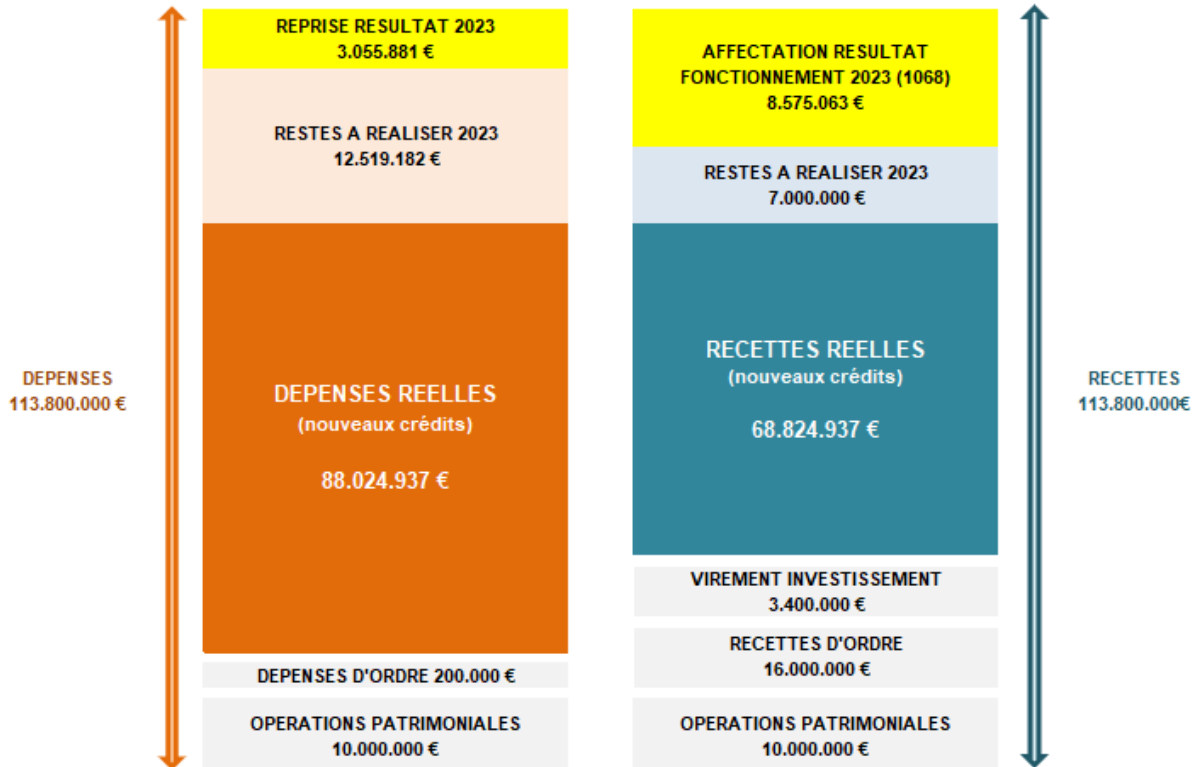 DEPENSES
113.800.000 €
REPRISE RESULTAT 2023
3.055.881 €
RESTES A REALISER 2023
12.519.182 €
DEPENSES REELLES
(nouveaux crédits)
88.024.937 €
DEPENSES D'ORDRE 200.000 €
OPERATIONS PATRIMONIALES
10.000.000 €
AFFECTATION RESULTAT
FONCTIONNEMENT 2023 (1068)
8.575.063 €
RESTES A REALISER 2023
7.000.000 €
RECETTES REELLES
(nouveaux crédits)
68.824.937 €
VIREMENT INVESTISSEMENT
3.400.000 €
RECETTES D'ORDRE
16.000.000 €
OPERATIONS PATRIMONIALES
10.000.000 €
RECETTES
113.800.000€